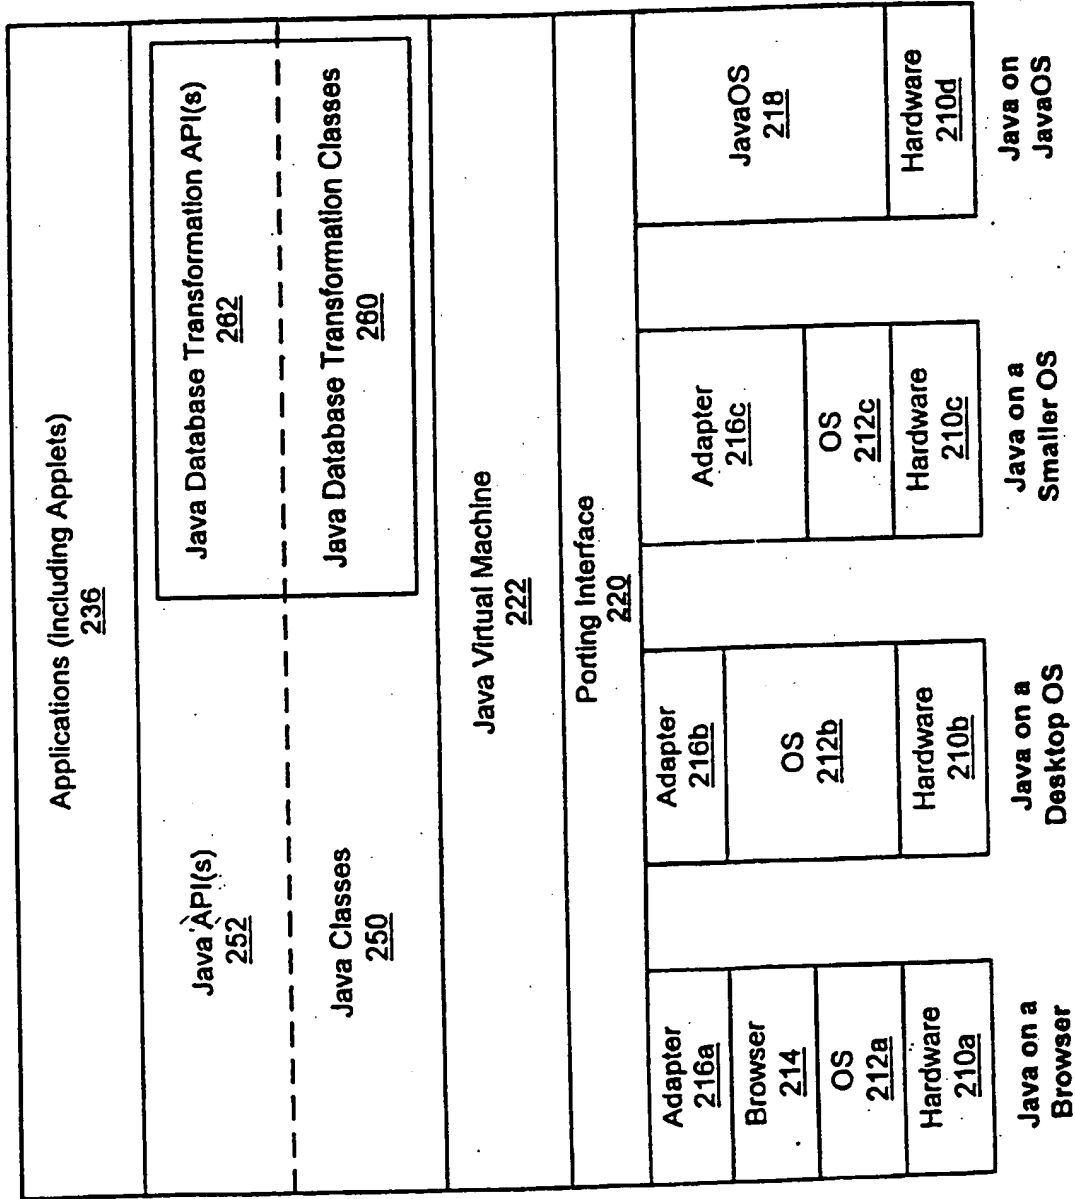 Applications (Including Applets)
236
Java API(s)
252
Java Database Transformation API(s)
262
Java Classes
250
Java Database Transformation Classes
260
Java Virtual Machine
222
Porting Interface
220
Adapter
216a
Browser
214
OS
212a
Hardware
210a
Java on a
Browser
Adapter
216b
OS
212b
Hardware
210b
Java on a
Desktop OS
Adapter
216c
OS
212c
Hardware
210c
Java on a
Smaller OS
JavaOS
218
Hardware
210d
Java on
JavaOS